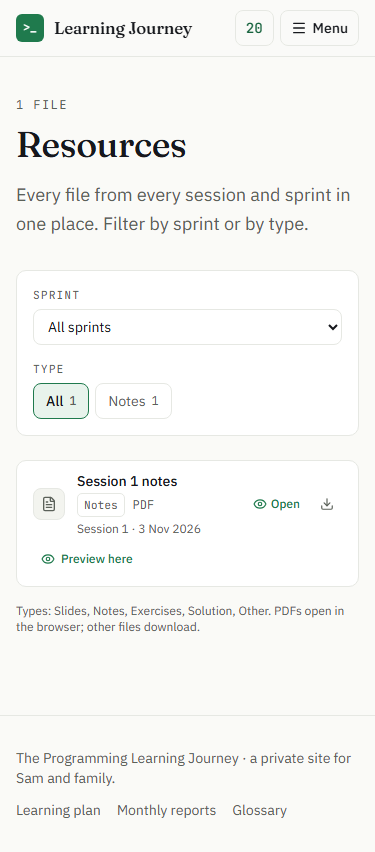 >_ Learning Journey 20 Menu
1 FILE
Resources
Every file from every session and sprint in
one place. Filter by sprint or by type.
SPRINT
All sprints
TYPE
All 1 Notes 1
Session 1 notes
Notes PDF
Open
Session 1 · 3 Nov 2026
Preview here
Types: Slides, Notes, Exercises, Solution, Other. PDFs open in
the browser; other files download.
The Programming Learning Journey · a private site for
Sam and family.
Learning plan Monthly reports Glossary